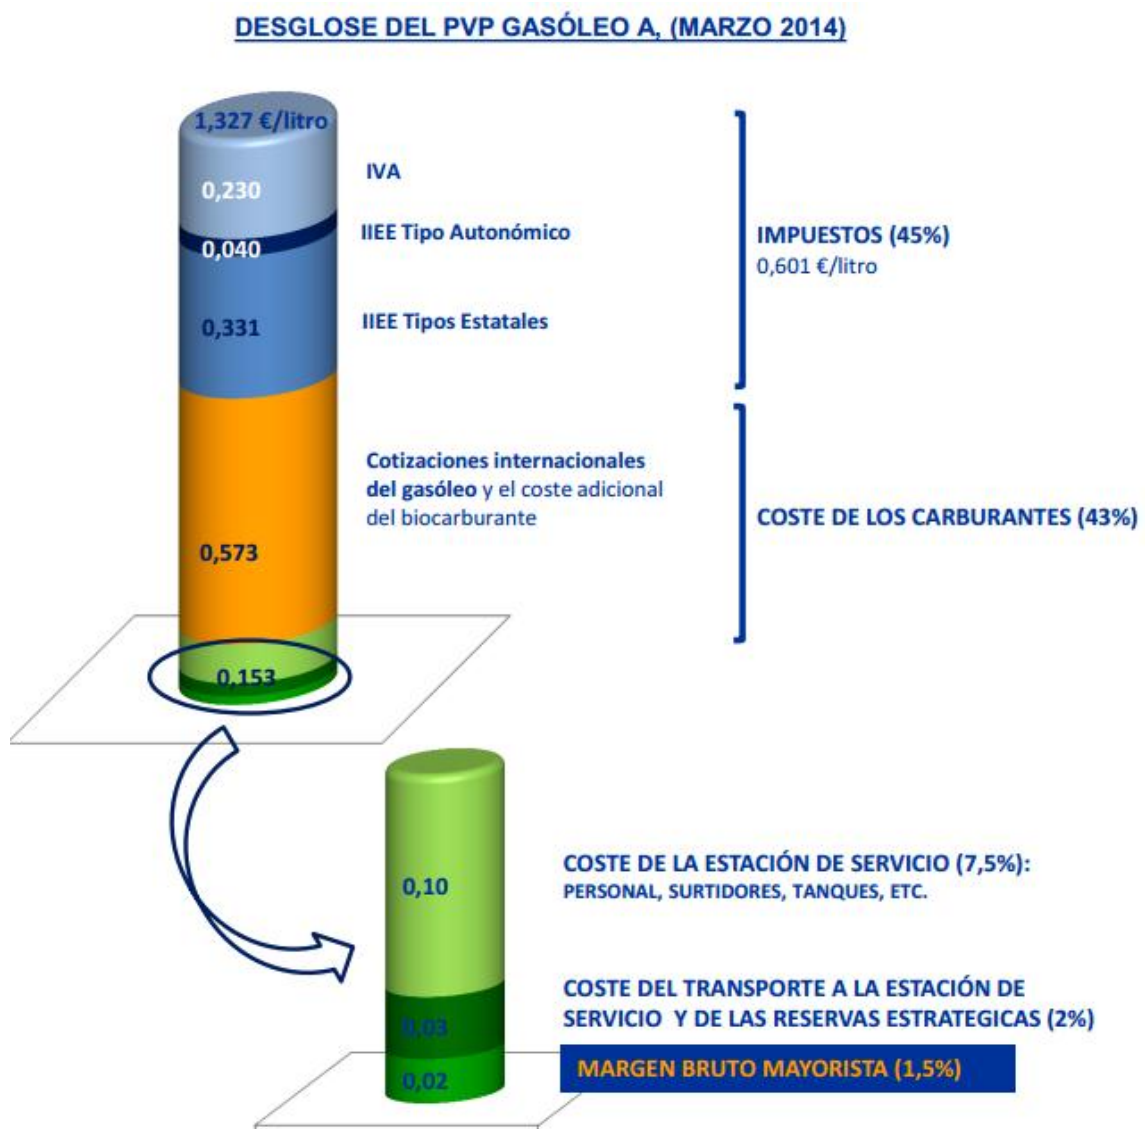 DESGLOSE DEL PVP GASÓLEO A, (MARZO 2014)
1,327 €/litro
0,230
IVA
0,040
IIEE Tipo Autonómico
0,331
IIEE Tipos Estatales
IMPUESTOS (45%)
0,601 €/litro
Cotizaciones internacionales
del gasóleo y el coste adicional
del biocarburante
0,573
COSTE DE LOS CARBURANTES (43%)
0,153
0,10
COSTE DE LA ESTACIÓN DE SERVICIO (7,5%):
PERSONAL, SURTIDORES, TANQUES, ETC.
0,03
COSTE DEL TRANSPORTE A LA ESTACIÓN DE
SERVICIO Y DE LAS RESERVAS ESTRATEGICAS (2%)
0,02
MARGEN BRUTO MAYORISTA (1,5%)